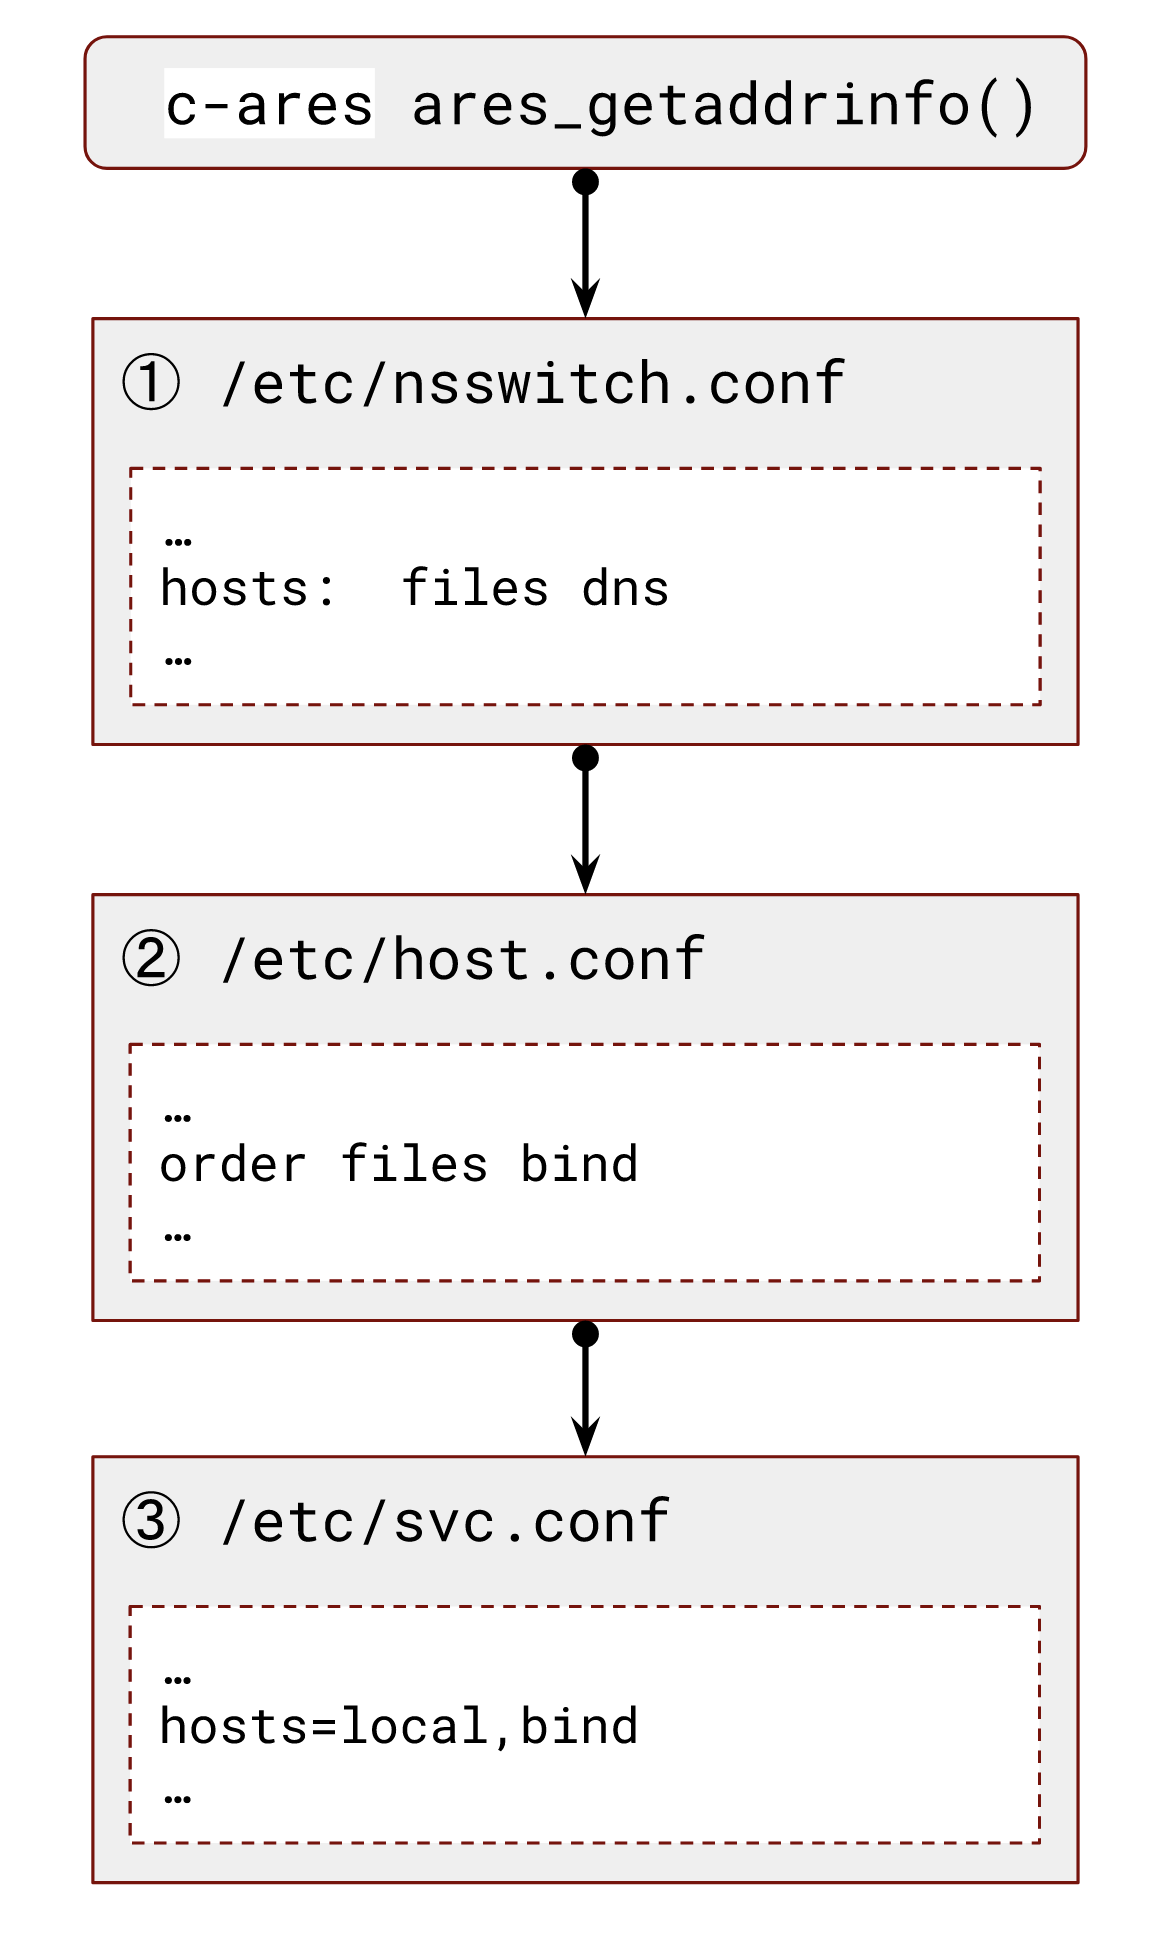 c-ares ares_getaddrinfo()
① /etc/nsswitch.conf
…
hosts:  files dns
…
② /etc/host.conf
…
order files bind
…
③ /etc/svc.conf
…
hosts=local,bind
…